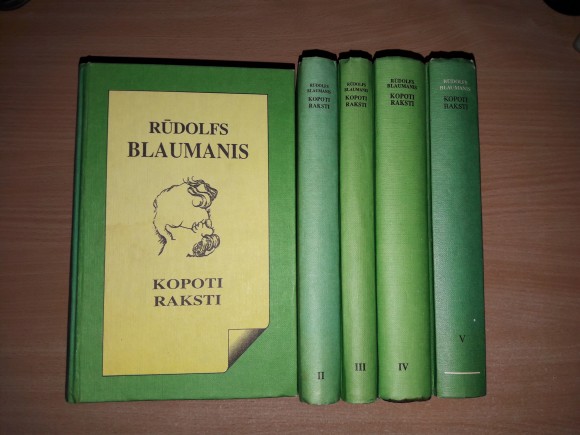 RŪDOLFS
BLAUMANIS
KOPOTI
RAKSTI
RŪDOLFS
BLAUMANIS
KOPOTI
RAKSTI
II
RŪDOLFS
BLAUMANIS
KOPOTI
RAKSTI
III
RŪDOLFS
BLAUMANIS
KOPOTI
RAKSTI
IV
RŪDOLFS
BLAUMANIS
KOPOTI
RAKSTI
V